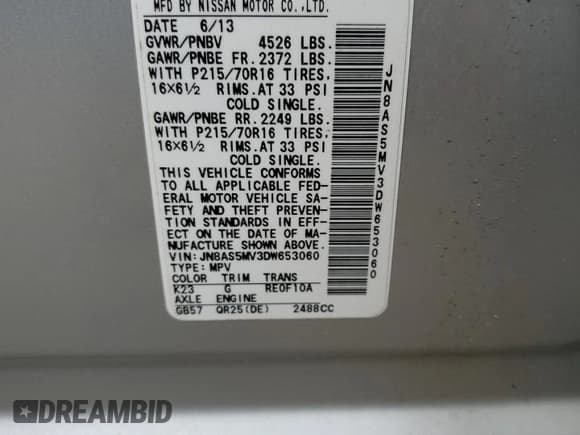 MFD BY NISSAN MOTOR CO.,LTD.
DATE 6/13
GVWR/PNBV 4526 LBS.
GAWR/PNBE FR. 2372 LBS.
WITH P215/70R16 TIRES,
16×6½ RIMS.AT 33 PSI
COLD SINGLE.
GAWR/PNBE RR. 2249 LBS.
WITH P215/70R16 TIRES,
16×6½ RIMS.AT 33 PSI
COLD SINGLE.
THIS VEHICLE CONFORMS
TO ALL APPLICABLE FED-
ERAL MOTOR VEHICLE SA-
FETY AND THEFT PREVEN-
TION STANDARDS IN EFF-
ECT ON THE DATE OF MA-
NUFACTURE SHOWN ABOVE.
VIN: JN8AS5MV3DW653060
TYPE: MPV
COLOR TRIM TRANS
K23 G RE0F10A
AXLE ENGINE
GB57 QR25(DE) 2488CC
JN8AS5MV3DW653060
DREAMBID